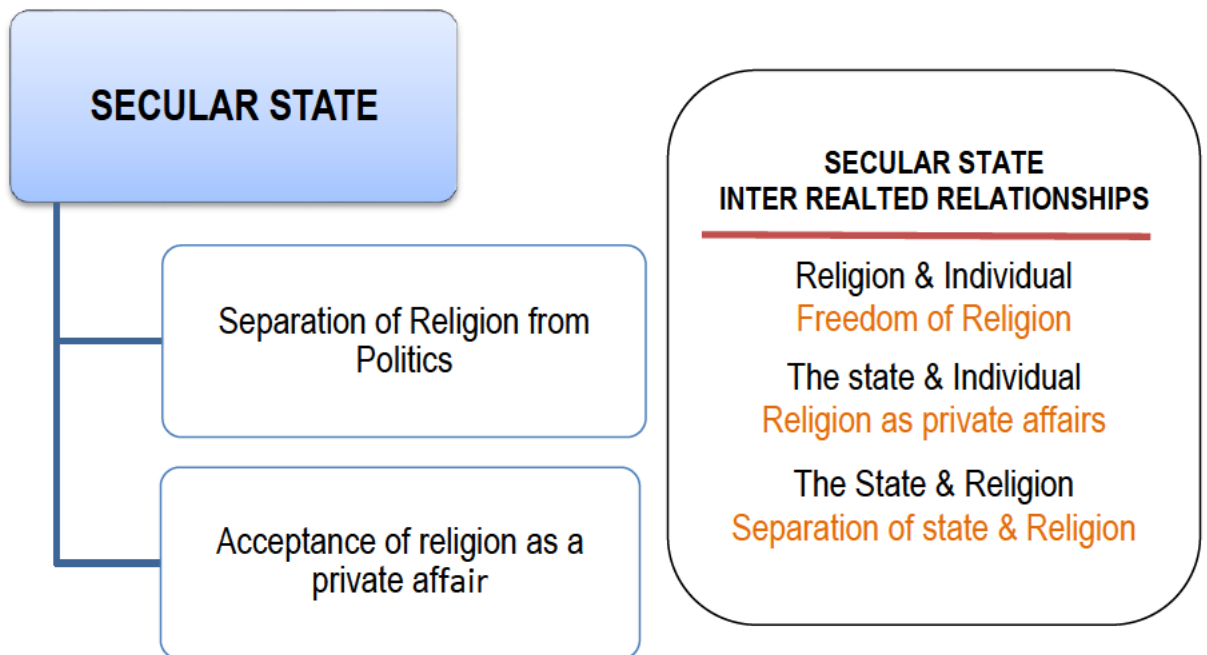 SECULAR STATE
Separation of Religion from
Politics
Acceptance of religion as a
private affair
SECULAR STATE
INTER REALTED RELATIONSHIPS
Religion & Individual
Freedom of Religion
The state & Individual
Religion as private affairs
The State & Religion
Separation of state & Religion